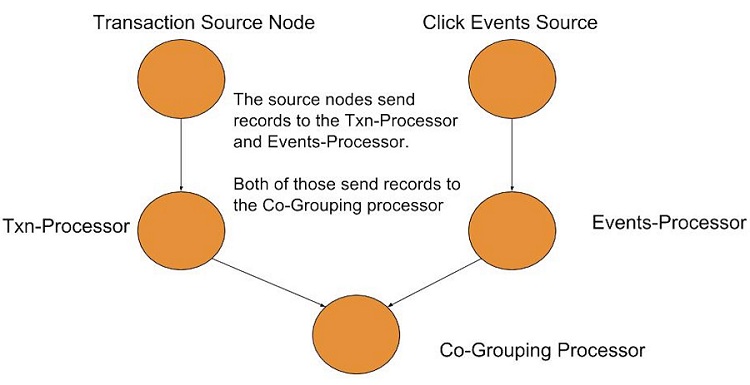 Transaction Source Node
Click Events Source
The source nodes send
records to the Txn-Processor
and Events-Processor.
Both of those send records to
the Co-Grouping processor
Txn-Processor
Events-Processor
Co-Grouping Processor